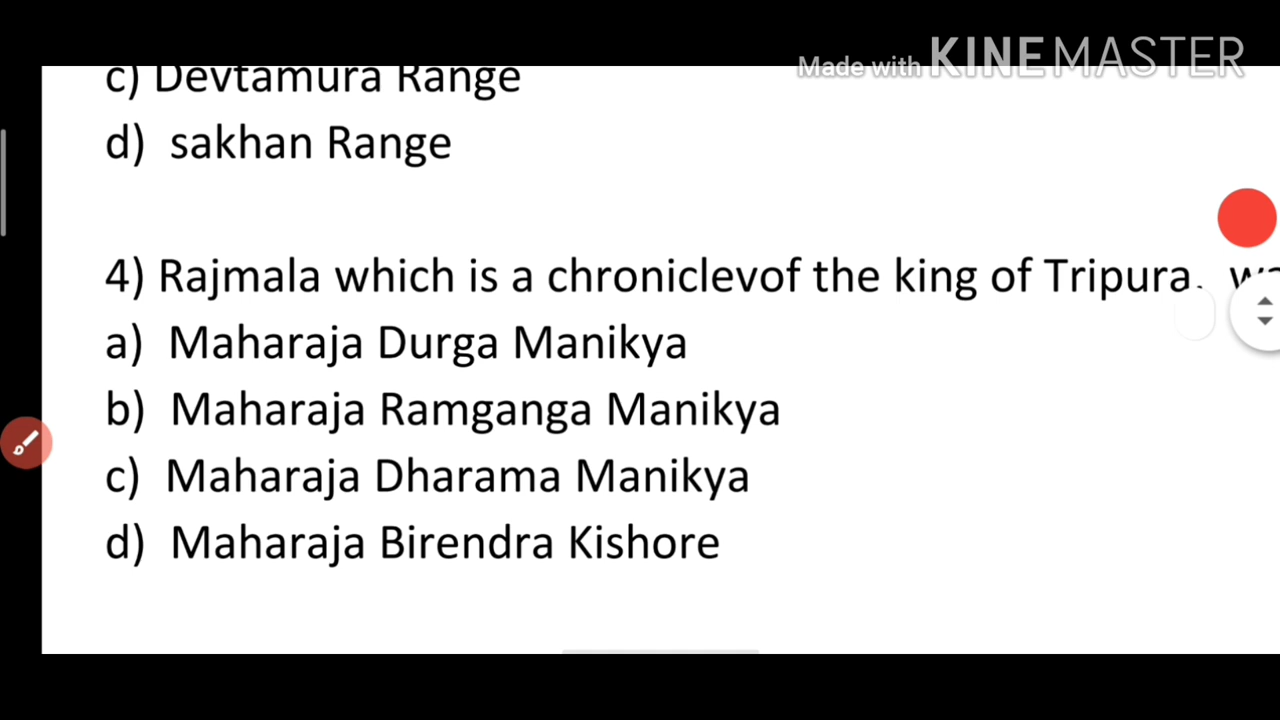 Made with KINEMASTER
c) Devtamura Range
d) sakhan Range
4) Rajmala which is a chroniclevof the king of Tripura.
a) Maharaja Durga Manikya
b) Maharaja Ramganga Manikya
c) Maharaja Dharama Manikya
d) Maharaja Birendra Kishore